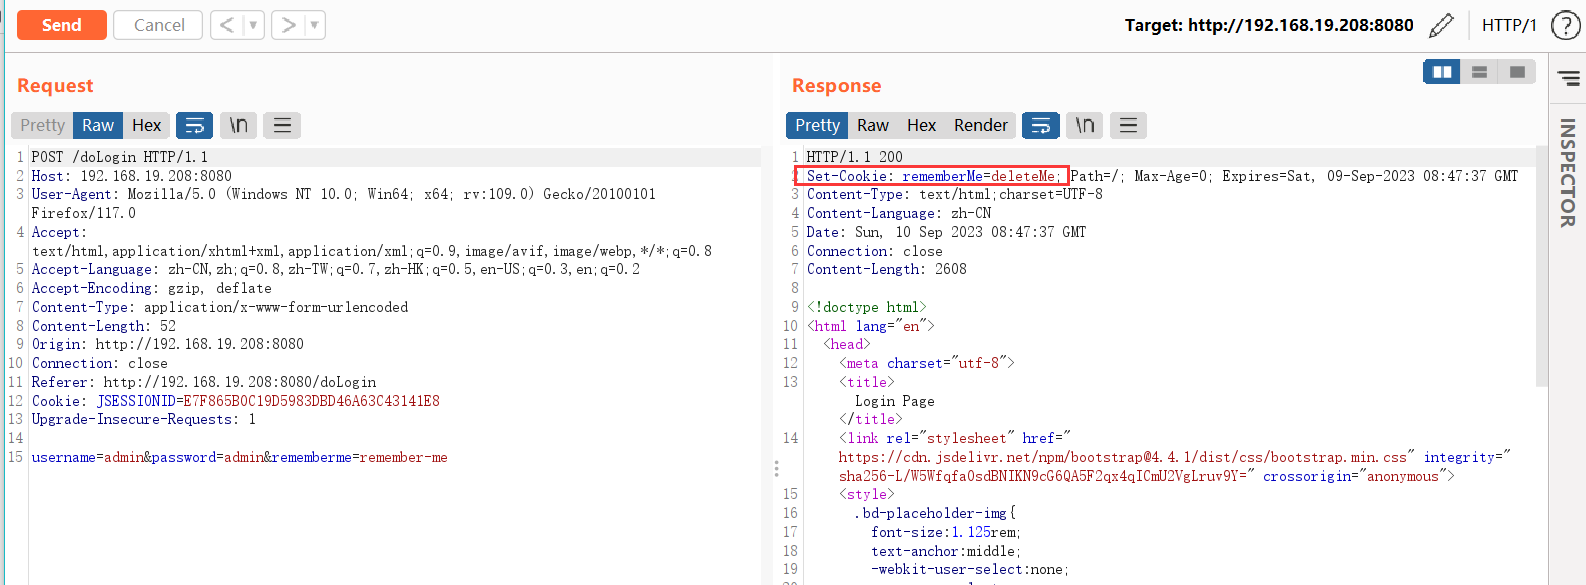 Send Cancel < > Target: http://192.168.19.208:8080 HTTP/1 ?
Request
Pretty Raw Hex \n
1 POST /doLogin HTTP/1.1
2 Host: 192.168.19.208:8080
3 User-Agent: Mozilla/5.0 (Windows NT 10.0; Win64; x64; rv:109.0) Gecko/20100101
Firefox/117.0
4 Accept:
text/html,application/xhtml+xml,application/xml;q=0.9,image/avif,image/webp,*/*;q=0.8
5 Accept-Language: zh-CN,zh;q=0.8,zh-TW;q=0.7,zh-HK;q=0.5,en-US;q=0.3,en;q=0.2
6 Accept-Encoding: gzip, deflate
7 Content-Type: application/x-www-form-urlencoded
8 Content-Length: 52
9 Origin: http://192.168.19.208:8080
10 Connection: close
11 Referer: http://192.168.19.208:8080/doLogin
12 Cookie: JSESSIONID=E7F865B0C19D5983DBD46A63C43141E8
13 Upgrade-Insecure-Requests: 1
14
15 username=admin&password=admin&rememberme=remember-me
Response
Pretty Raw Hex Render \n
1 HTTP/1.1 200
2 Set-Cookie: rememberMe=deleteMe; Path=/; Max-Age=0; Expires=Sat, 09-Sep-2023 08:47:37 GMT
3 Content-Type: text/html;charset=UTF-8
4 Content-Language: zh-CN
5 Date: Sun, 10 Sep 2023 08:47:37 GMT
6 Connection: close
7 Content-Length: 2608
8
9 <!doctype html>
10 <html lang="en">
11 <head>
12 <meta charset="utf-8">
13 <title>
Login Page
</title>
14 <link rel="stylesheet" href="
https://cdn.jsdelivr.net/npm/bootstrap@4.4.1/dist/css/bootstrap.min.css" integrity="
sha256-L/W5Wfqfa0sdBNIKN9cG6QA5F2qx4qICmU2VgLruv9Y=" crossorigin="anonymous">
15 <style>
16 .bd-placeholder-img{
17 font-size:1.125rem;
18 text-anchor:middle;
19 -webkit-user-select:none;
INSPECTOR